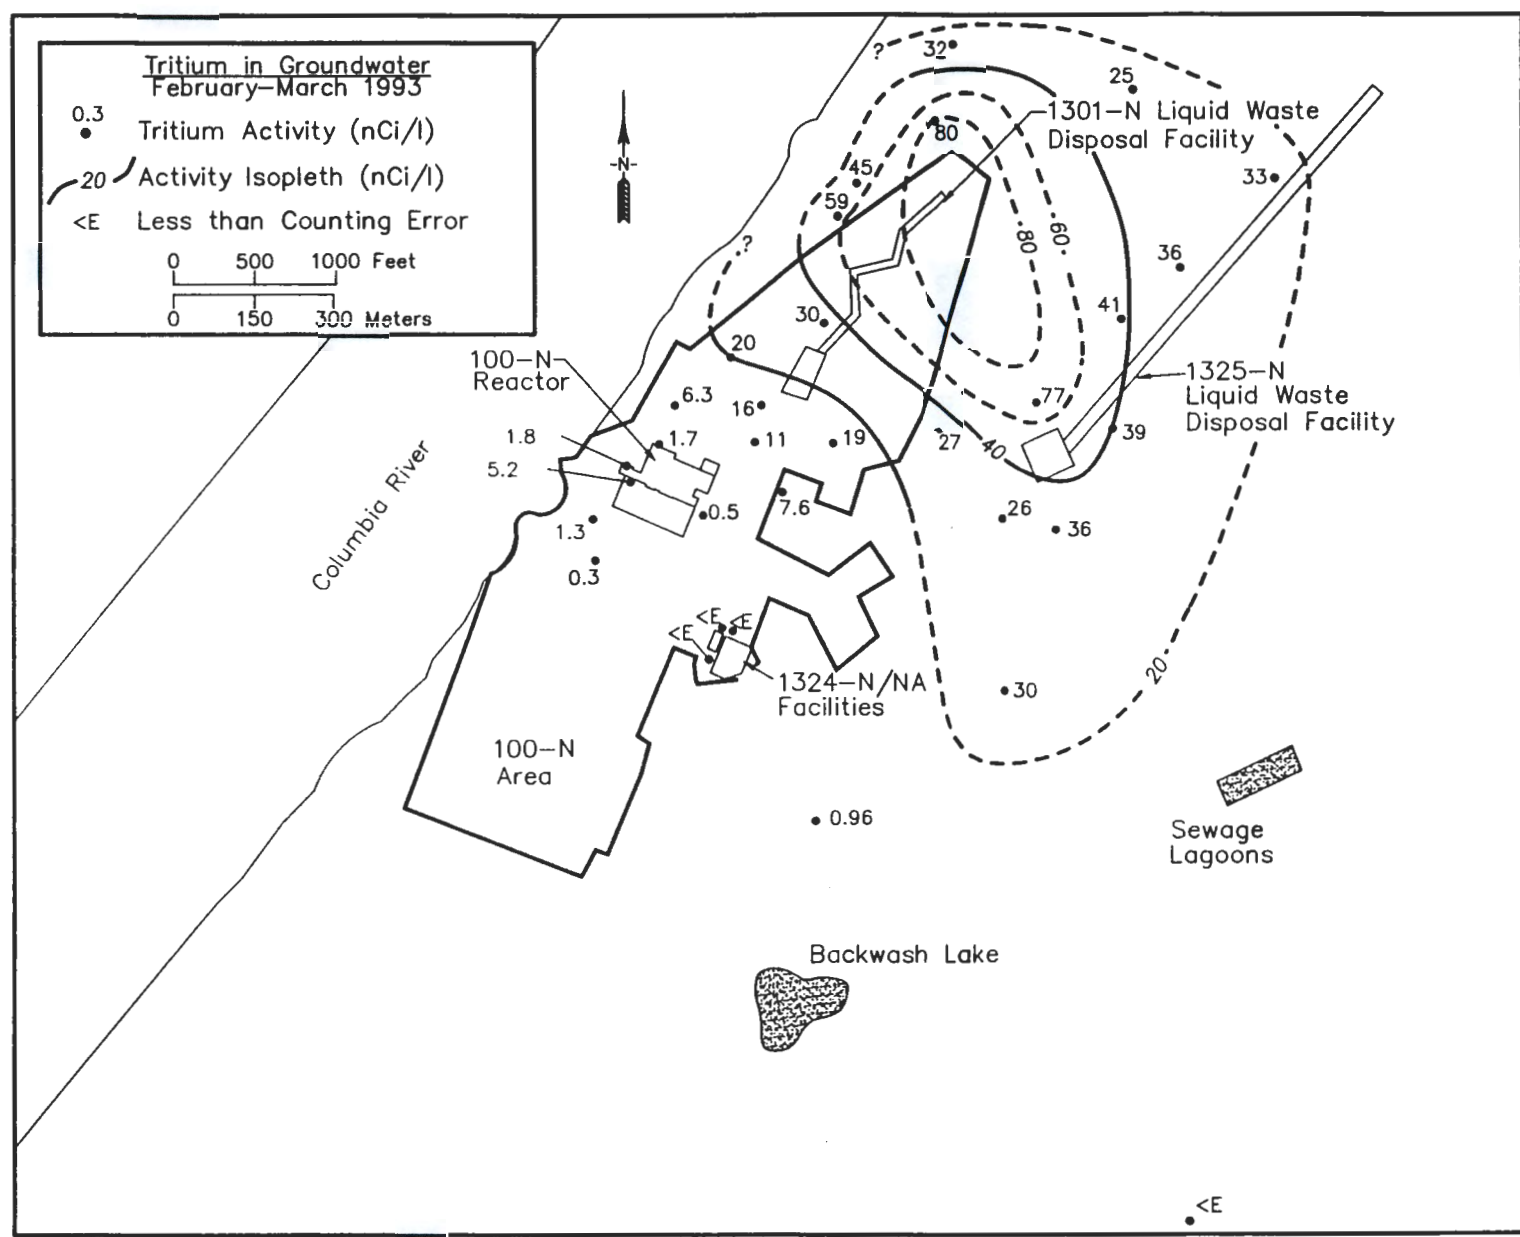 Tritium in Groundwater
February–March 1993
0.3
Tritium Activity (nCi/l)
20 Activity Isopleth (nCi/l)
<E Less than Counting Error
0 500 1000 Feet
0 150 300 Meters
-N-
?
32
25
1301–N Liquid Waste
Disposal Facility
80
45
33
59
?
60
80
36
30
41
20
100–N
Reactor
1325–N
Liquid Waste
Disposal Facility
77
6.3
16
1.8
1.7
11
19
27
40
39
5.2
7.6
0.5
26
36
1.3
0.3
Columbia River
<E
<E
<E
1324–N/NA
Facilities
30
20
100–N
Area
0.96
Sewage
Lagoons
Backwash Lake
<E